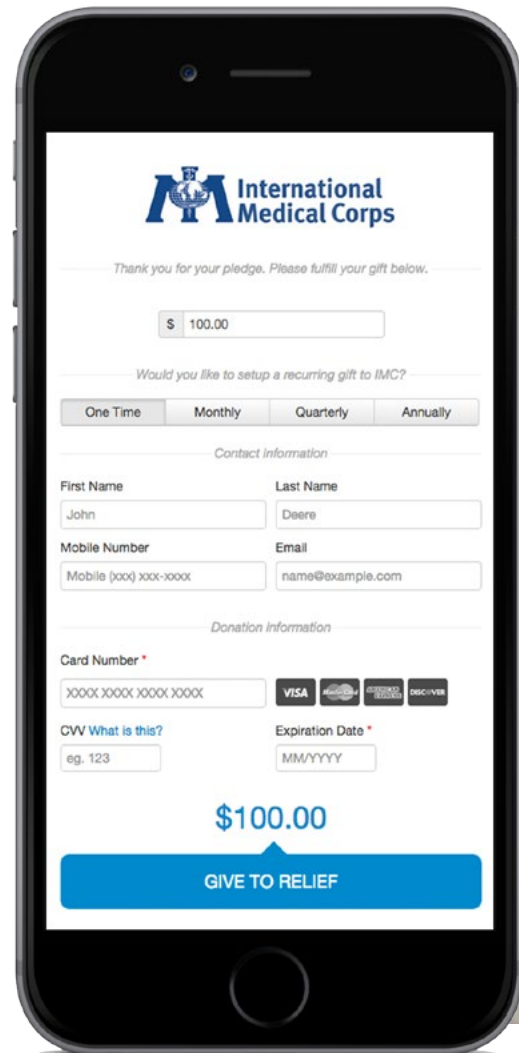 International
Medical Corps
Thank you for your pledge. Please fulfill your gift below.
$ 100.00
Would you like to setup a recurring gift to IMC?
One Time Monthly Quarterly Annually
Contact information
First Name Last Name
John Deere
Mobile Number Email
Mobile (xxx) xxx-xxxx name@example.com
Donation information
Card Number *
XXXX XXXX XXXX XXXX VISA MasterCard AMERICAN EXPRESS DISCOVER
CVV What is this? Expiration Date *
eg. 123 MM/YYYY
$100.00
GIVE TO RELIEF